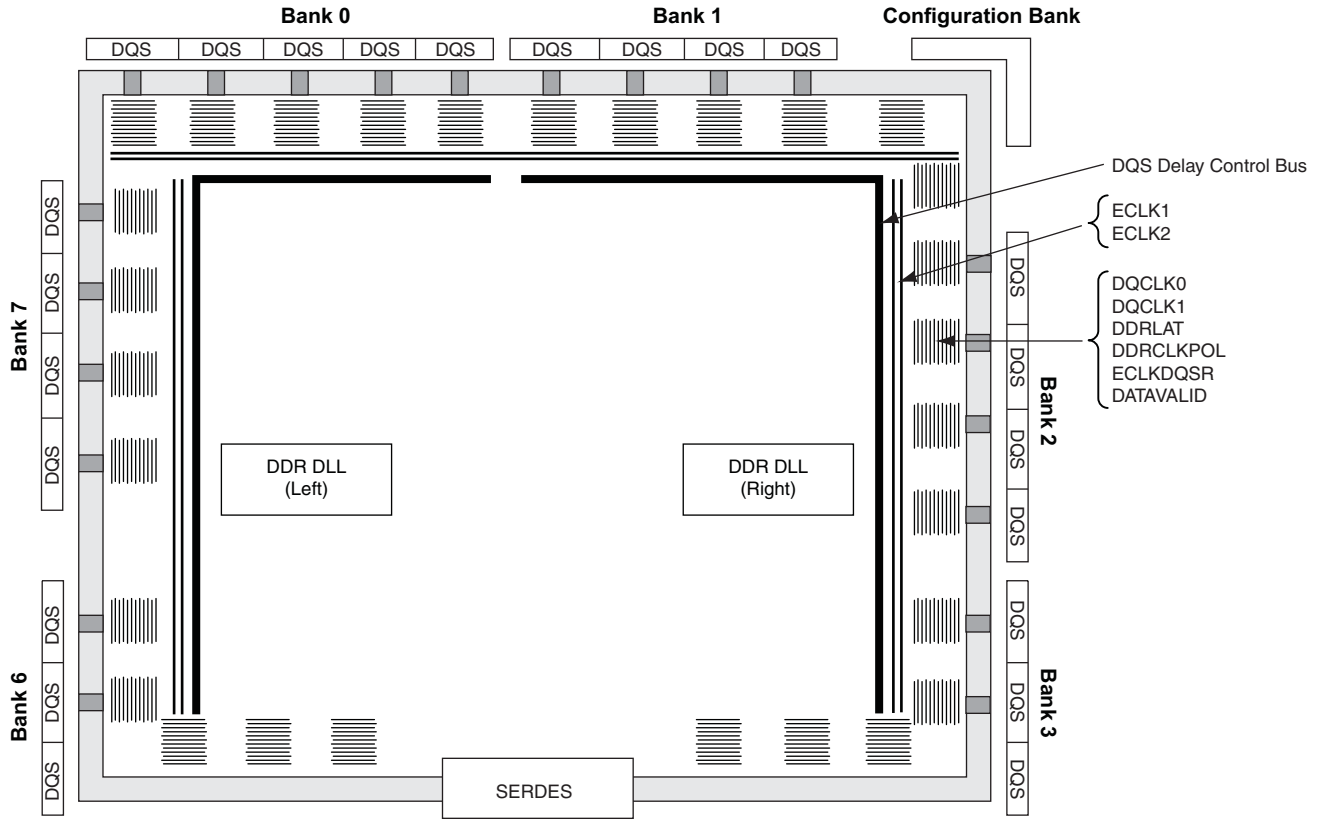 Bank 0 Bank 1 Configuration Bank
DQS DQS DQS DQS DQS DQS DQS DQS DQS
DQS Delay Control Bus
ECLK1
ECLK2
DQCLK0
DQCLK1
DDRLAT
DDRCLKPOL
ECLKDQSR
DATAVALID
Bank 7
DQS
DQS
DQS
DQS
Bank 6
DQS
DQS
DQS
DDR DLL
(Left)
DDR DLL
(Right)
DQS
DQS
DQS
DQS
Bank 2
DQS
DQS
DQS
Bank 3
SERDES